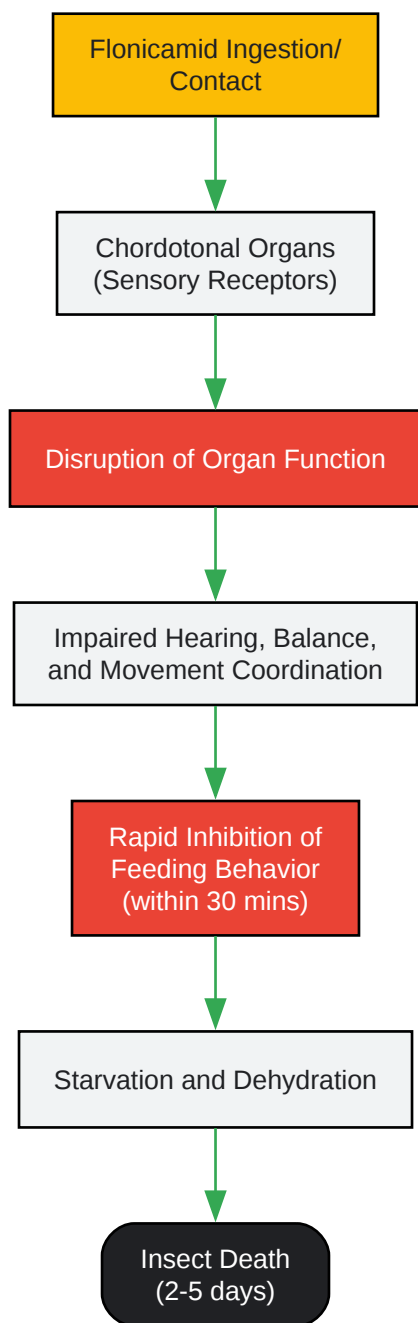 Flonicamid Ingestion/
Contact
Chordotonal Organs
(Sensory Receptors)
Disruption of Organ Function
Impaired Hearing, Balance,
and Movement Coordination
Rapid Inhibition of
Feeding Behavior
(within 30 mins)
Starvation and Dehydration
Insect Death
(2-5 days)